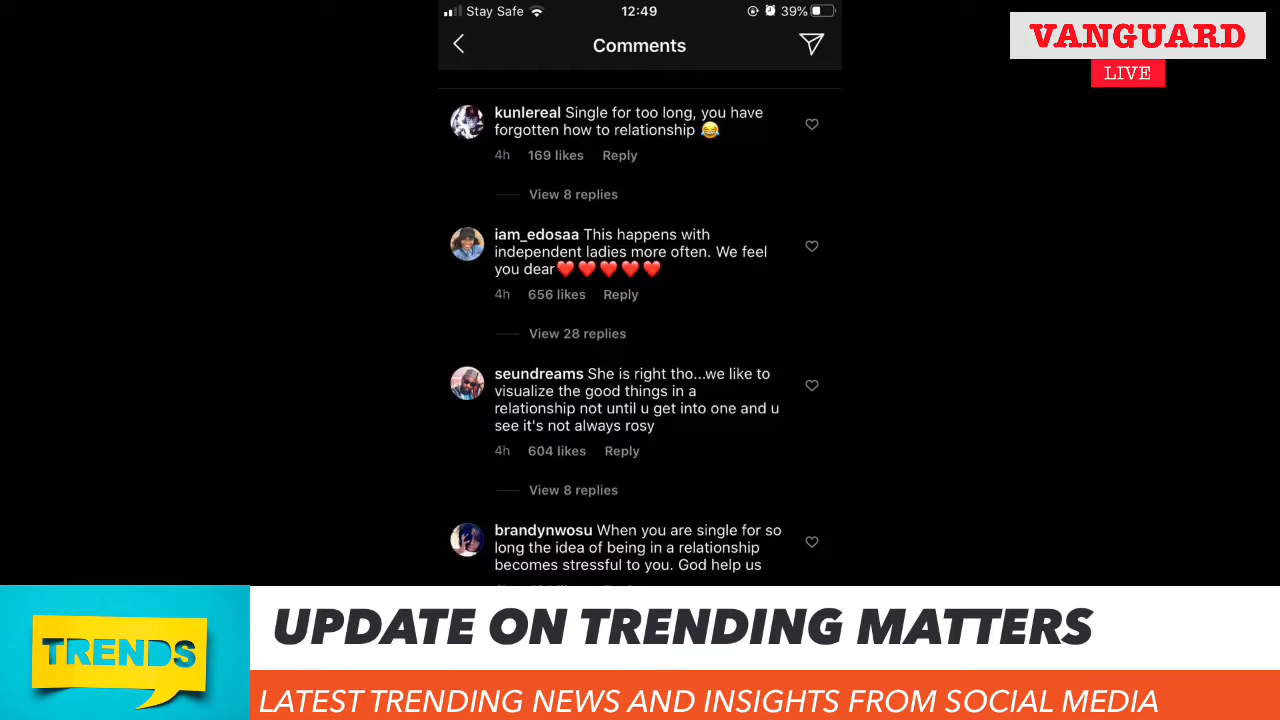 Stay Safe 12:49 39%
VANGUARD
LIVE
Comments
kunlereal Single for too long, you have
forgotten how to relationship 😂
4h 169 likes Reply
View 8 replies
iam_edosaa This happens with
independent ladies more often. We feel
you dear❤️❤️❤️❤️❤️
4h 656 likes Reply
View 28 replies
seundreams She is right tho...we like to
visualize the good things in a
relationship not until u get into one and u
see it's not always rosy
4h 604 likes Reply
View 8 replies
brandynwosu When you are single for so
long the idea of being in a relationship
becomes stressful to you. God help us
TRENDS
UPDATE ON TRENDING MATTERS
LATEST TRENDING NEWS AND INSIGHTS FROM SOCIAL MEDIA